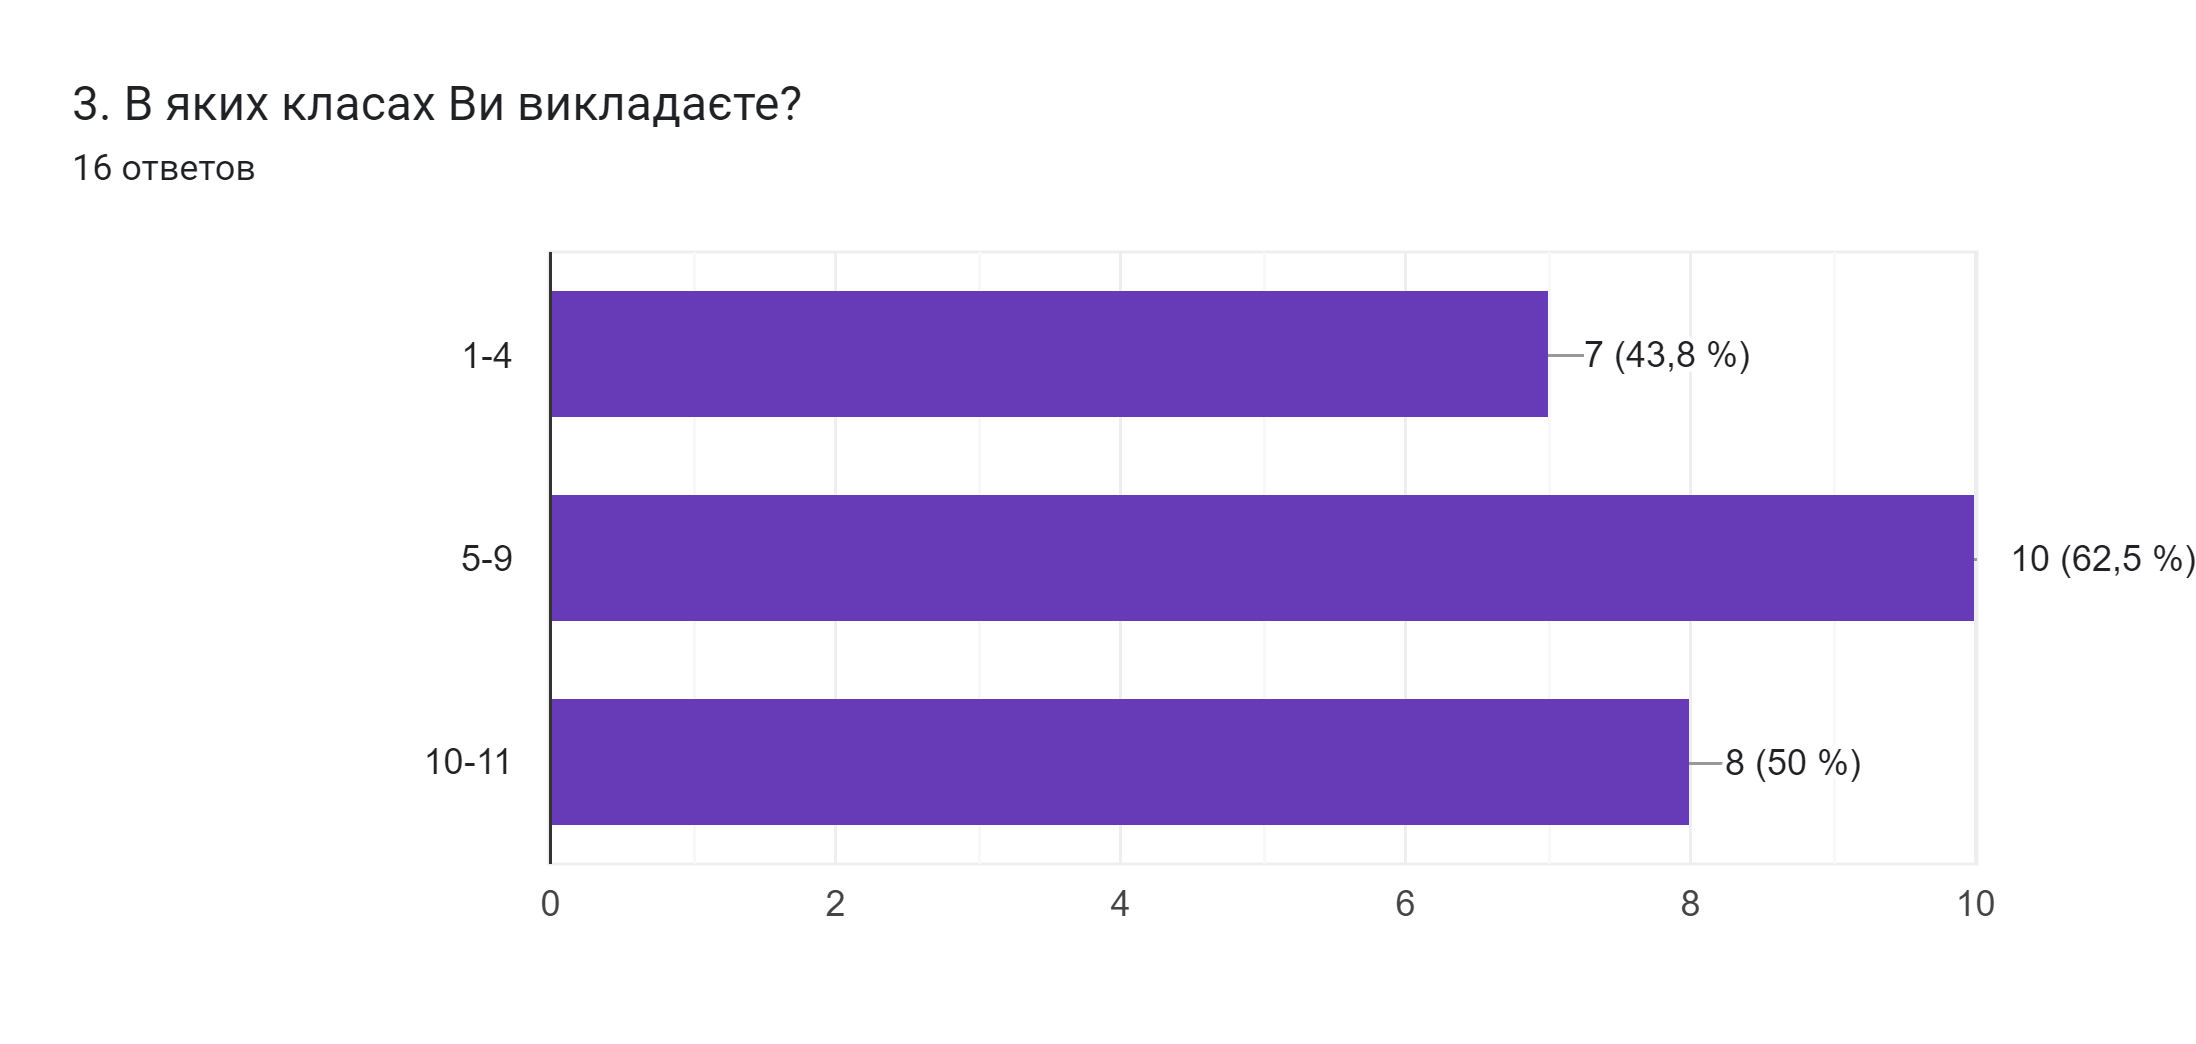 3. В яких класах Ви викладаєте?
16 ответов
1-4
7 (43,8 %)
5-9
10 (62,5 %)
10-11
8 (50 %)
0 2 4 6 8 10